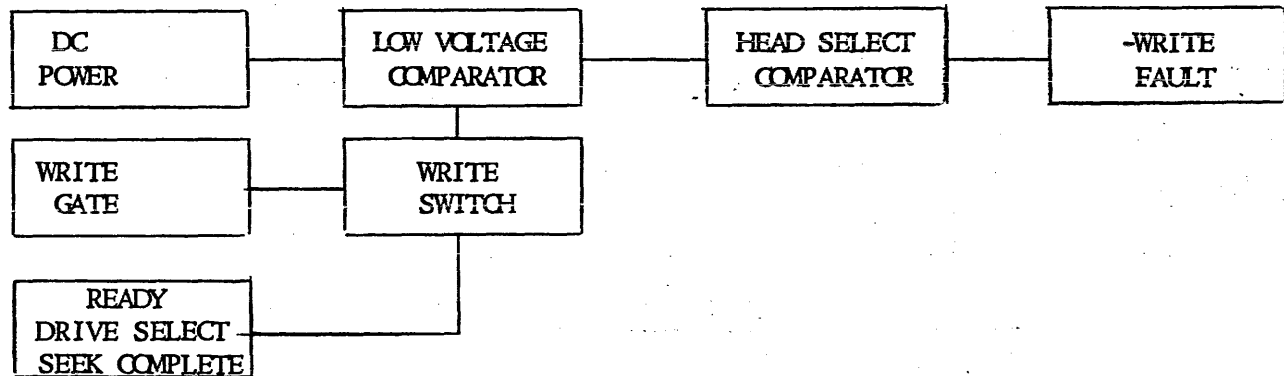 DC
POWER
LOW VOLTAGE
COMPARATOR
HEAD SELECT
COMPARATOR
-WRITE
FAULT
WRITE
GATE
WRITE
SWITCH
READY
DRIVE SELECT
SEEK COMPLETE